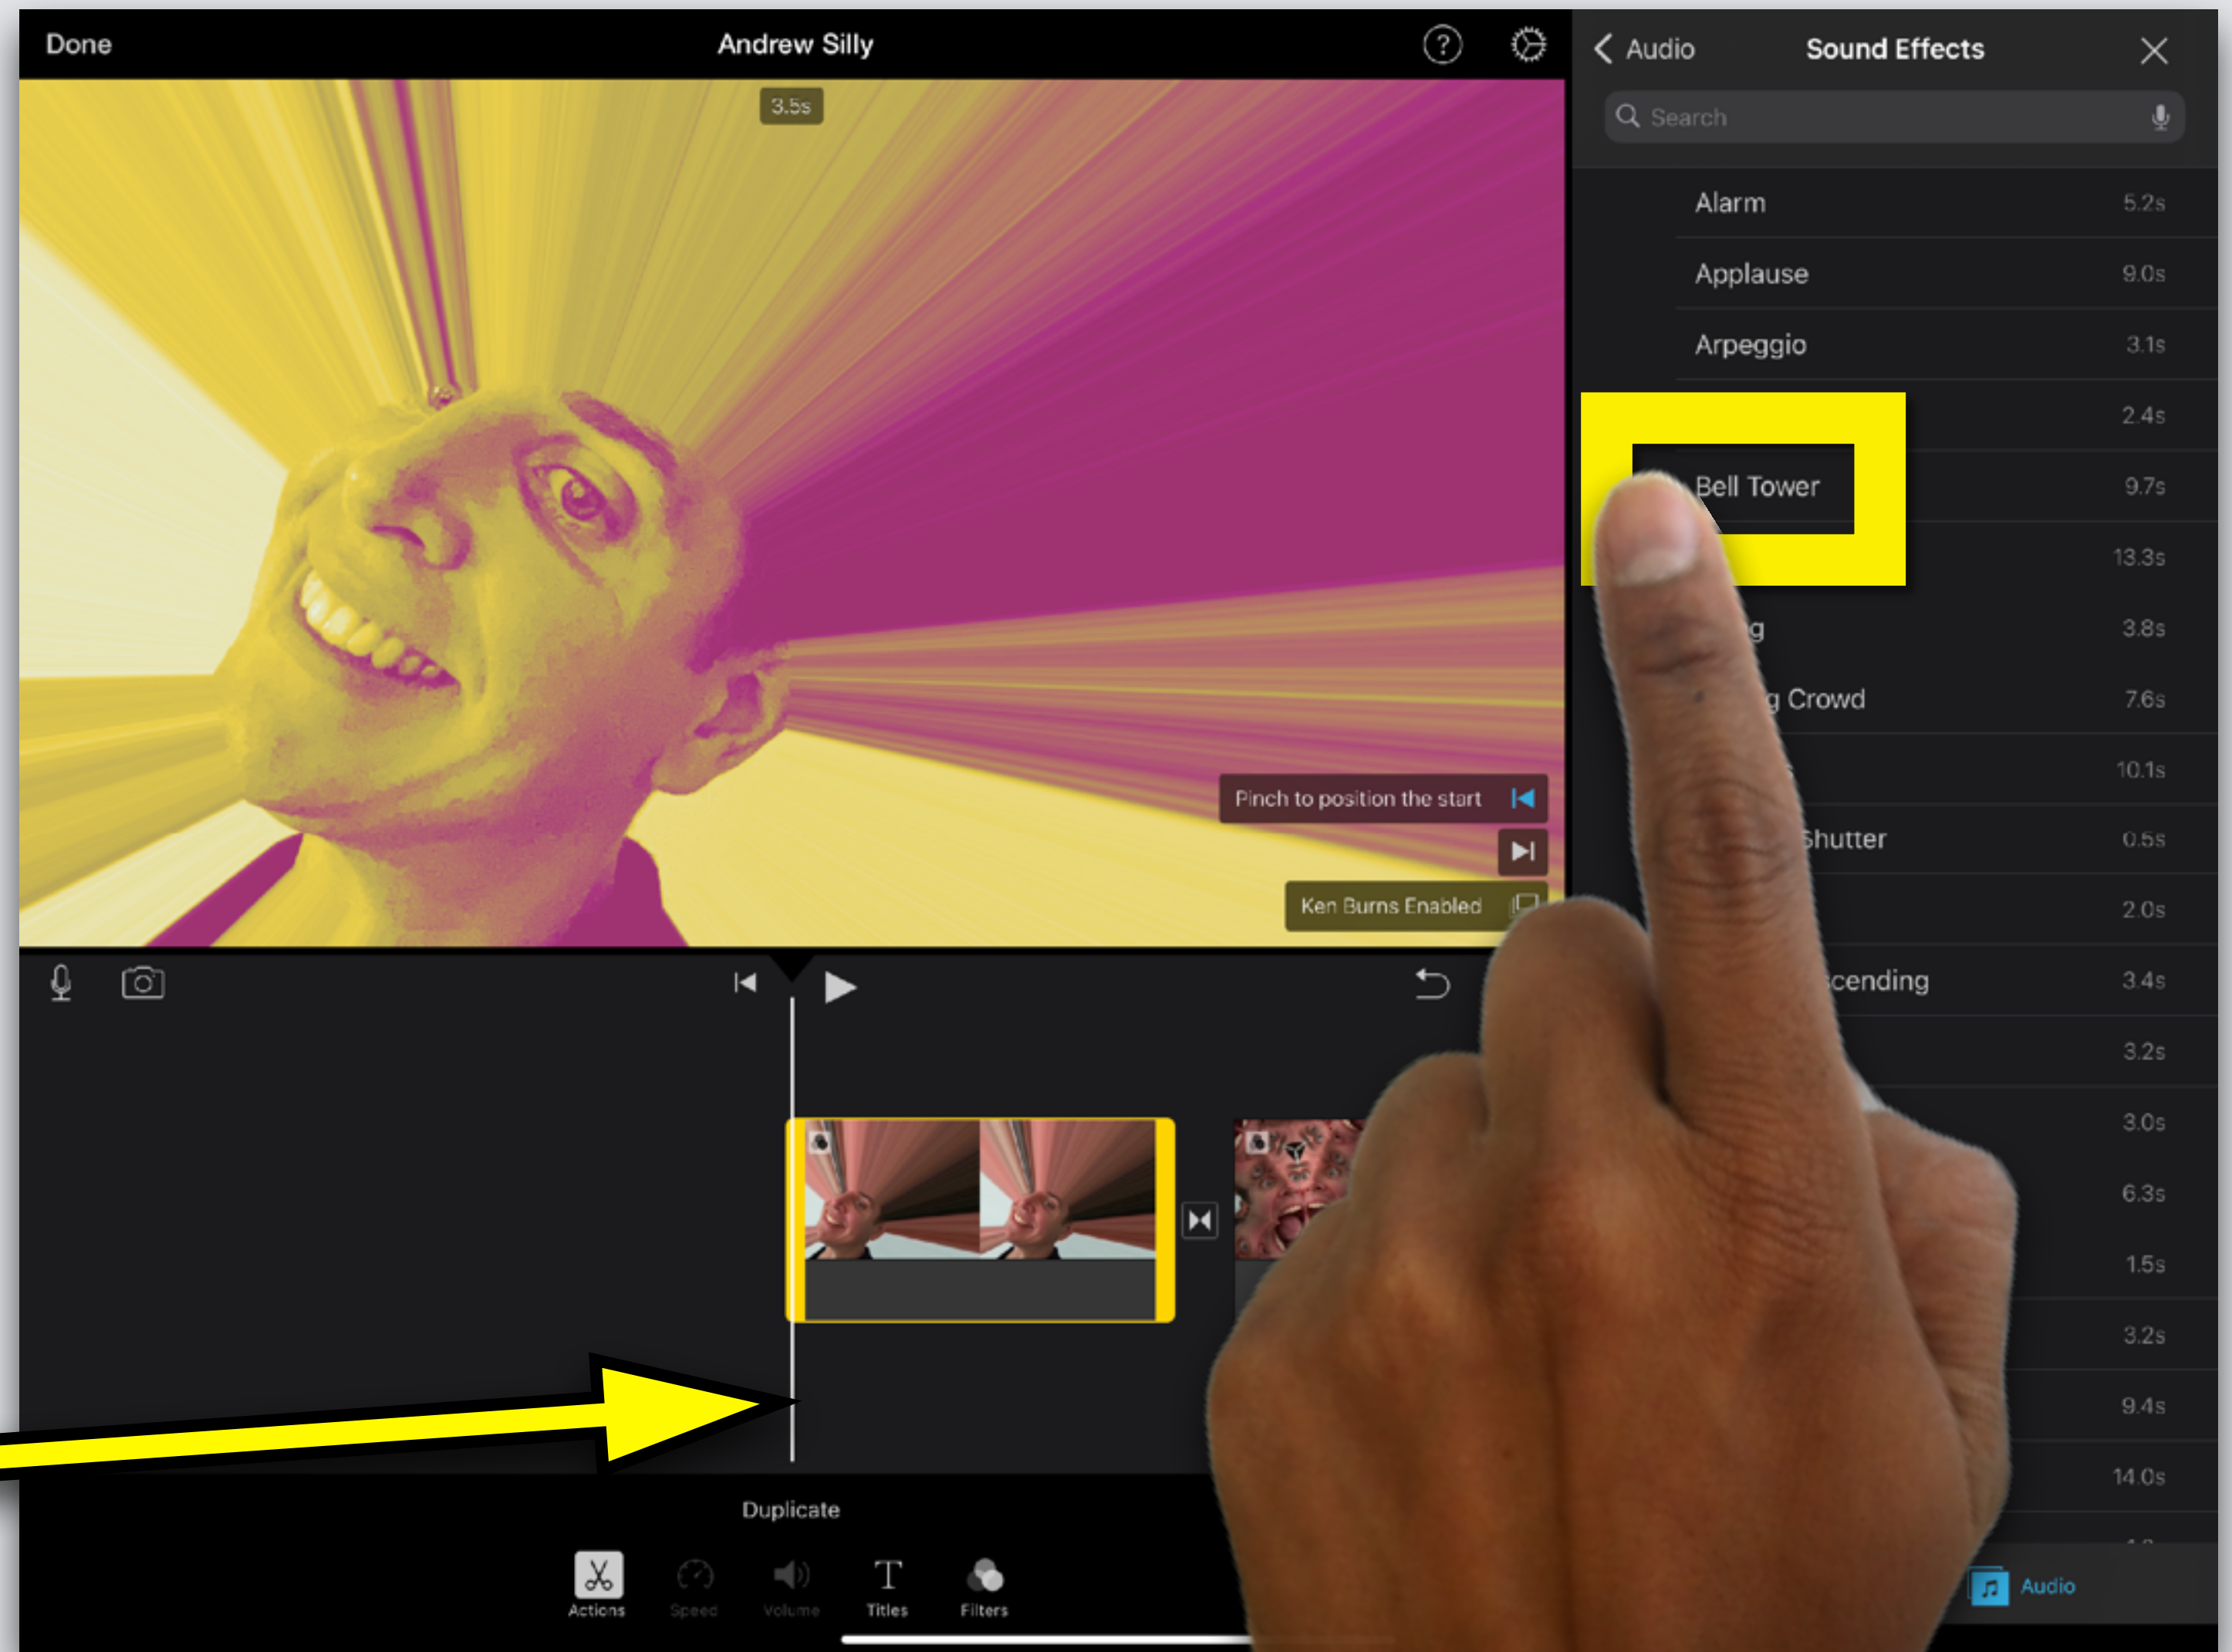 Done
Andrew Silly
?
3.5s
Pinch to position the start
Ken Burns Enabled
Duplicate
Actions
Speed
Volume
T
Titles
Filters
Audio
Sound Effects
Search
Alarm 5.2s
Applause 9.0s
Arpeggio 3.1s
2.4s
Bell Tower 9.7s
13.3s
g 3.8s
g Crowd 7.6s
10.1s
Shutter 0.5s
2.0s
scending 3.4s
3.2s
3.0s
6.3s
1.5s
3.2s
9.4s
14.0s
Audio